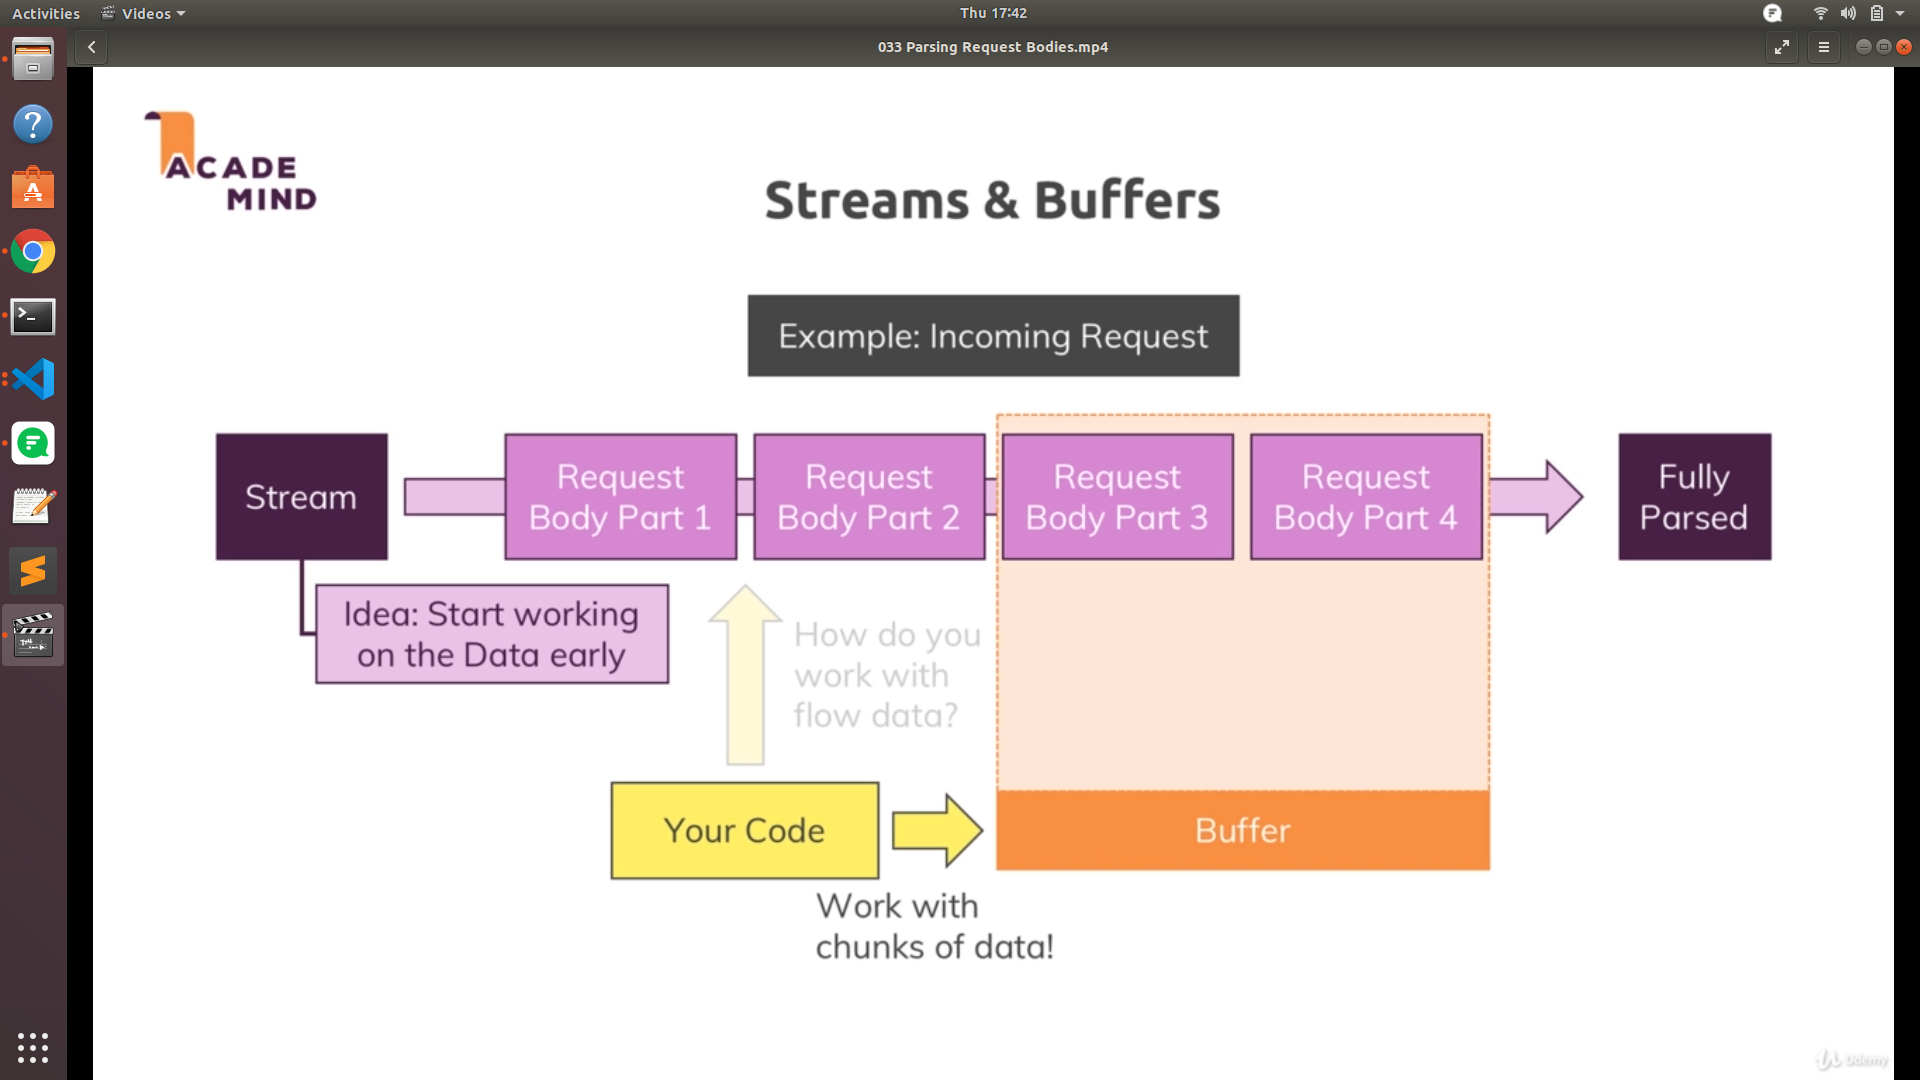 Activities
Videos
Thu 17:42
033 Parsing Request Bodies.mp4
ACADE
MIND
Streams & Buffers
Example: Incoming Request
Stream
Request
Body Part 1
Request
Body Part 2
Request
Body Part 3
Request
Body Part 4
Fully
Parsed
Idea: Start working
on the Data early
How do you
work with
flow data?
Your Code
Buffer
Work with
chunks of data!
Udemy